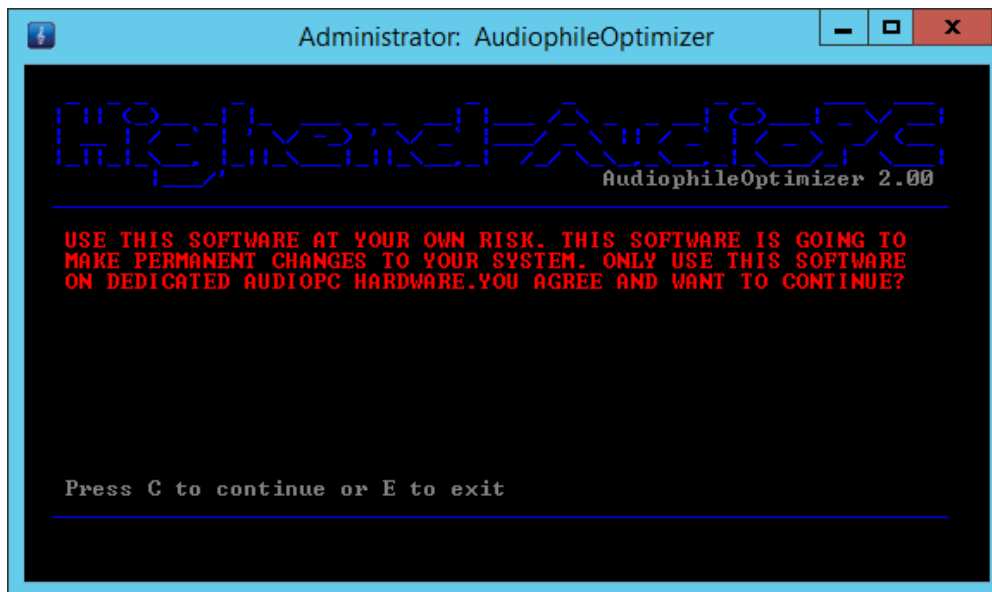 Administrator: AudiophileOptimizer
Highend-AudioPC
AudiophileOptimizer 2.00
USE THIS SOFTWARE AT YOUR OWN RISK. THIS SOFTWARE IS GOING TO
MAKE PERMANENT CHANGES TO YOUR SYSTEM. ONLY USE THIS SOFTWARE
ON DEDICATED AUDIOPC HARDWARE.YOU AGREE AND WANT TO CONTINUE?
Press C to continue or E to exit